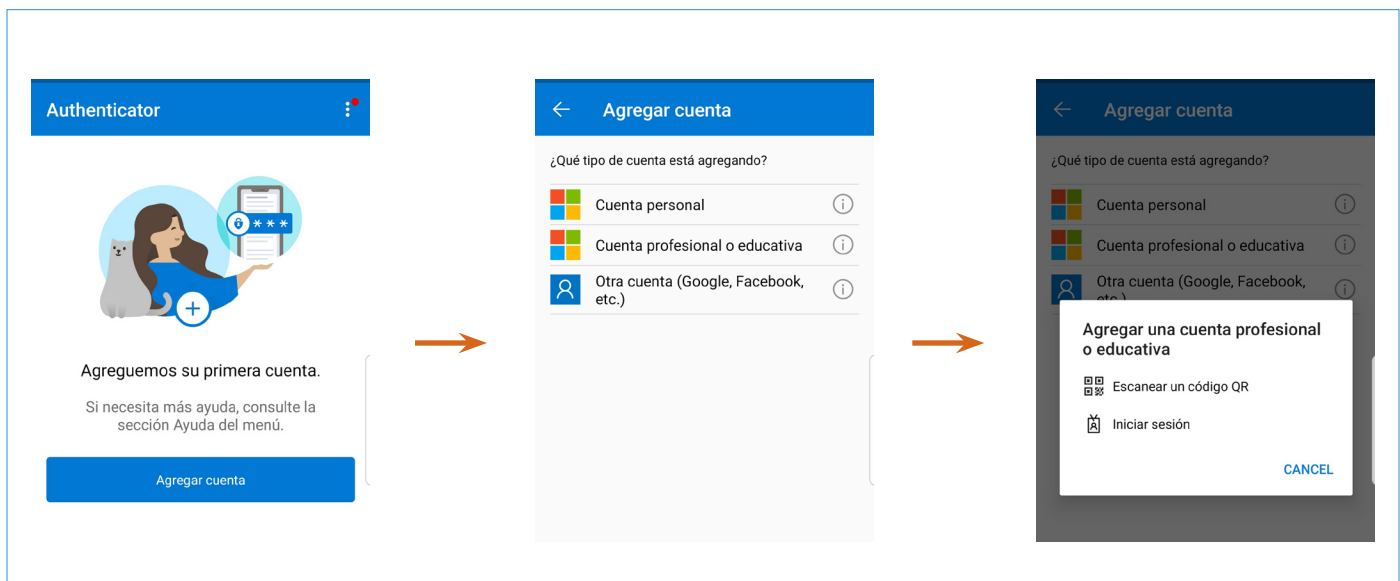 Authenticator
* * *
Agreguemos su primera cuenta.
Si necesita más ayuda, consulte la
sección Ayuda del menú.
Agregar cuenta
Agregar cuenta
¿Qué tipo de cuenta está agregando?
Cuenta personal
Cuenta profesional o educativa
Otra cuenta (Google, Facebook,
etc.)
Agregar cuenta
¿Qué tipo de cuenta está agregando?
Cuenta personal
Cuenta profesional o educativa
Otra cuenta (Google, Facebook,
etc.)
Agregar una cuenta profesional
o educativa
Escanear un código QR
Iniciar sesión
CANCEL